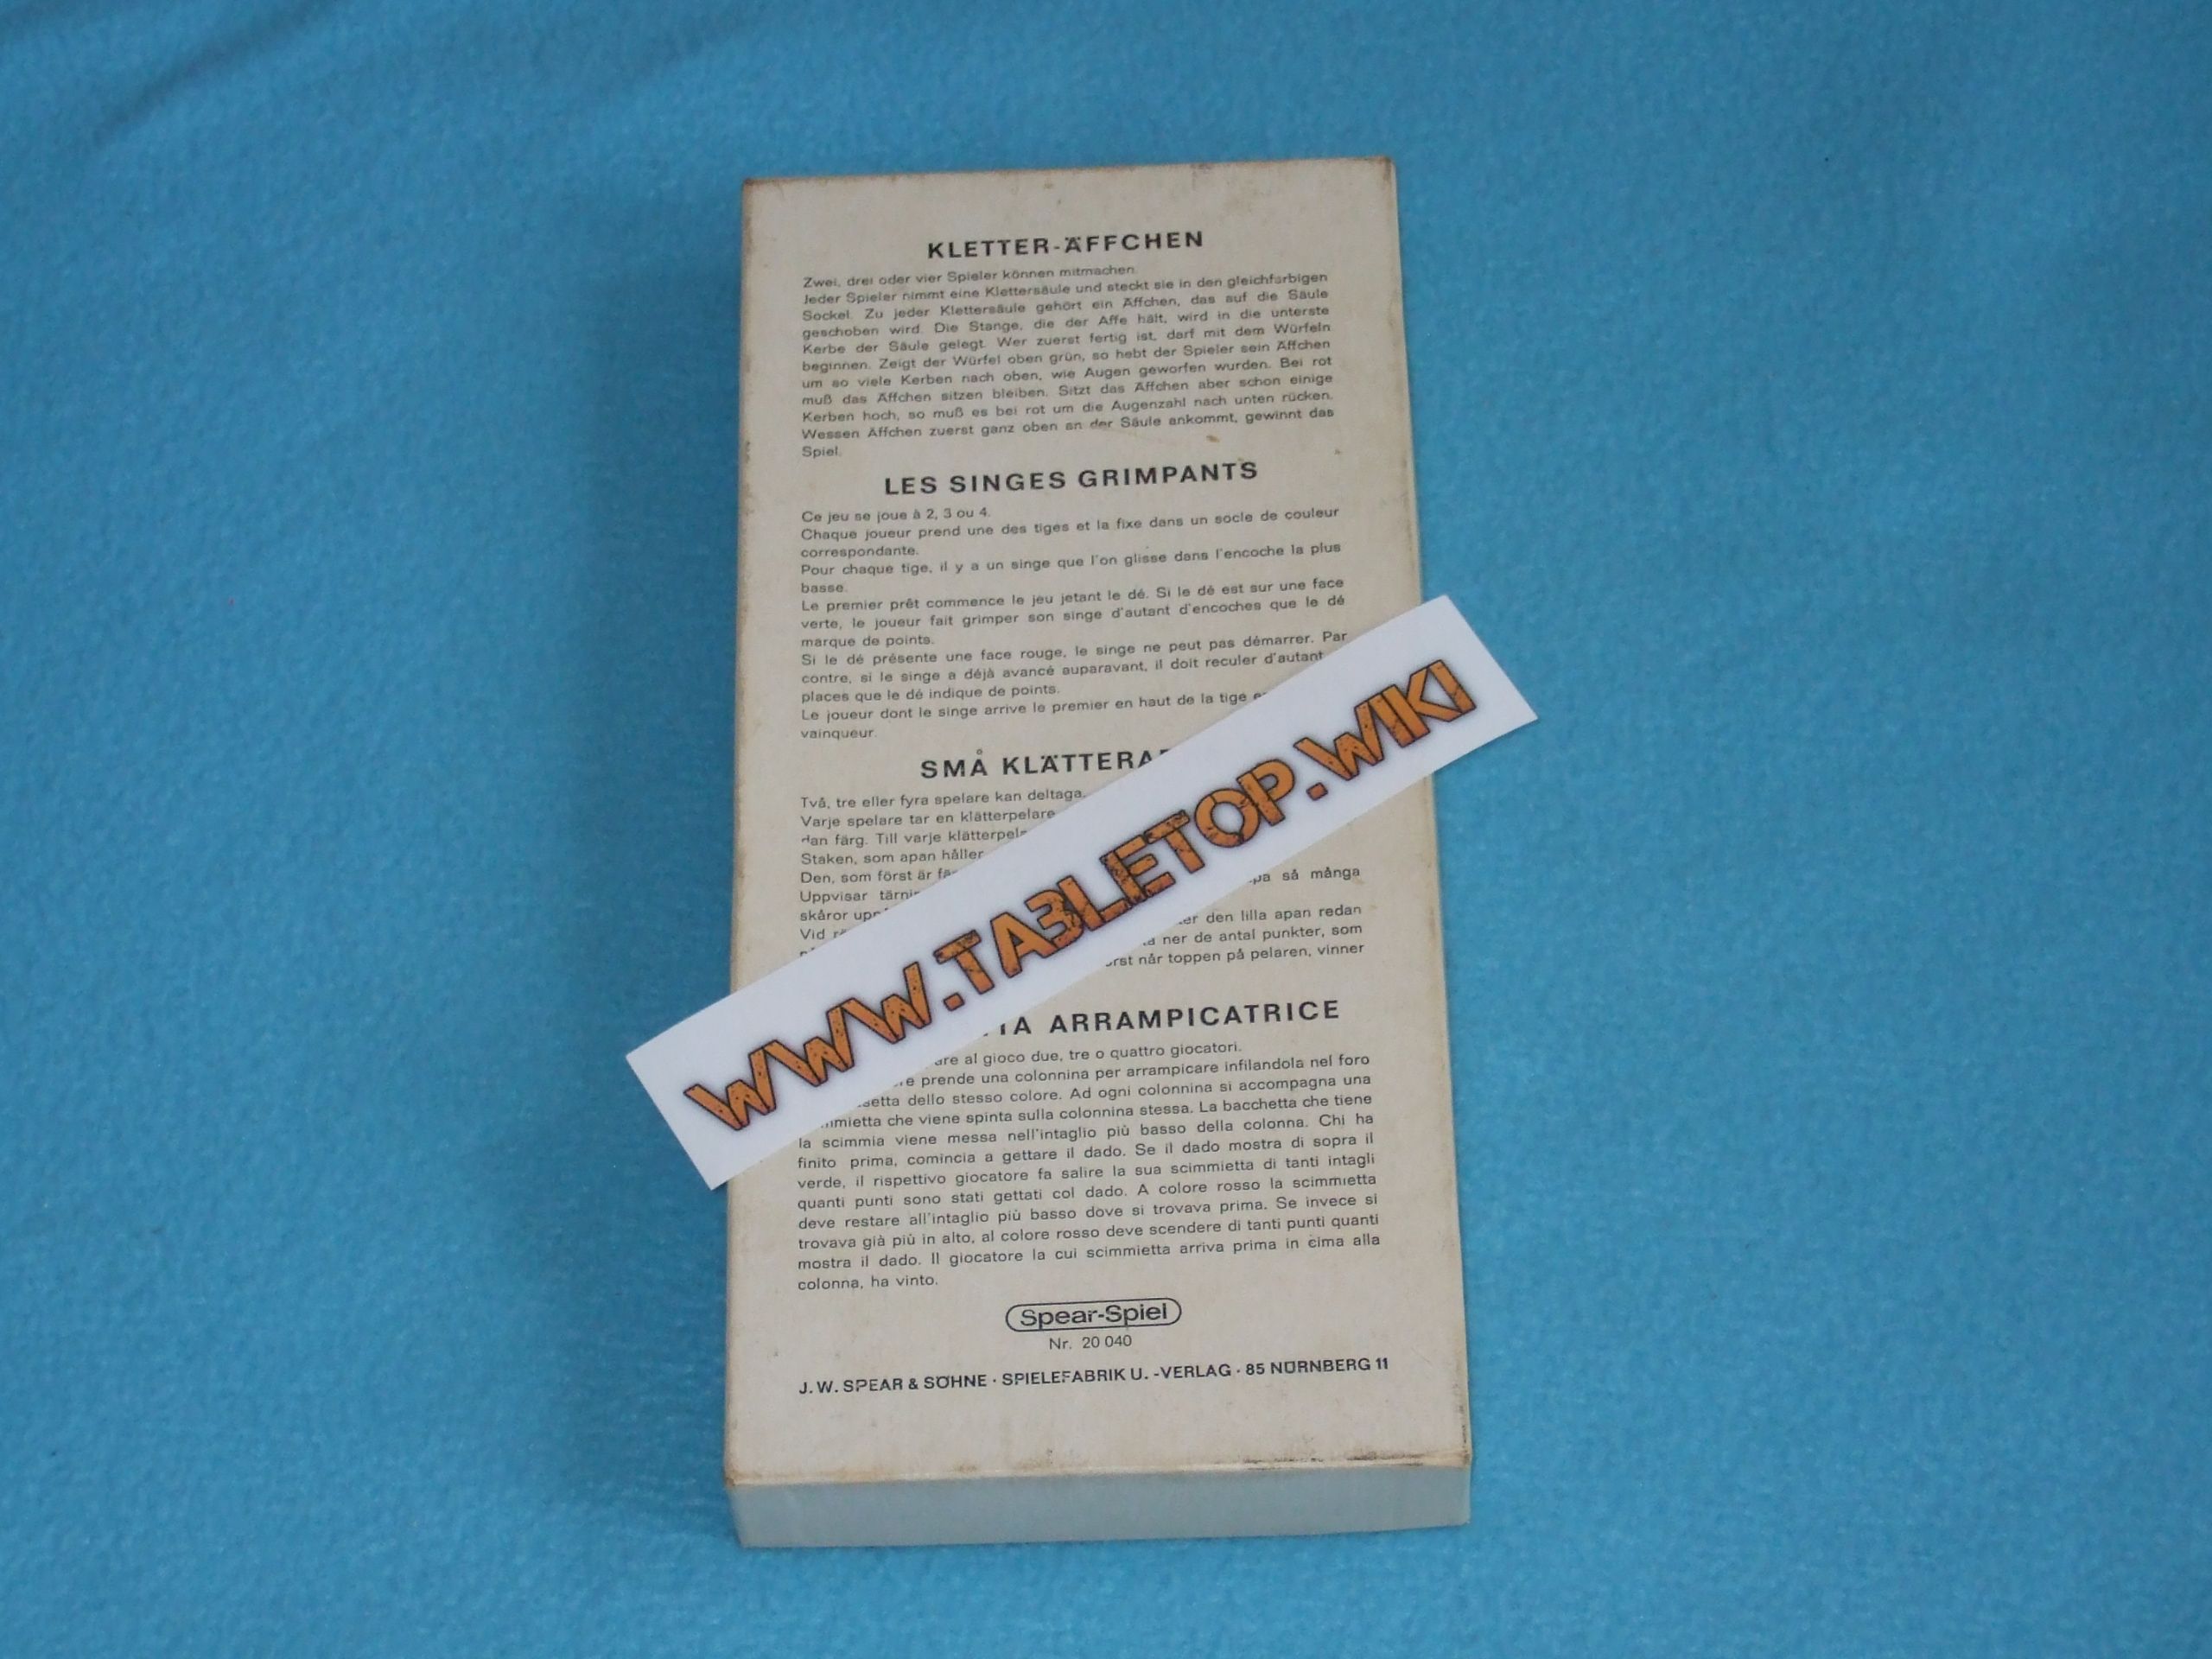 KLETTER-ÄFFCHEN
Zwei, drei oder vier Spieler können mitmachen.
Jeder Spieler nimmt eine Klettersäule und steckt sie in den gleichfarbigen
Sockel. Zu jeder Klettersäule gehört ein Äffchen, das auf die Säule
geschoben wird. Die Stange, die der Affe hält, wird in die unterste
Kerbe der Säule gelegt. Wer zuerst fertig ist, darf mit dem Würfeln
beginnen. Zeigt der Würfel oben grün, so hebt der Spieler sein Äffchen
um so viele Kerben nach oben, wie Augen geworfen wurden. Bei rot
muß das Äffchen sitzen bleiben. Sitzt das Äffchen aber schon einige
Kerben hoch, so muß es bei rot um die Augenzahl nach unten rücken.
Wessen Äffchen zuerst ganz oben an der Säule ankommt, gewinnt das
Spiel.
LES SINGES GRIMPANTS
Ce jeu se joue à 2, 3 ou 4.
Chaque joueur prend une des tiges et la fixe dans un socle de couleur
correspondante.
Pour chaque tige, il y a un singe que l'on glisse dans l'encoche la plus
basse.
Le premier prêt commence le jeu jetant le dé. Si le dé est sur une face
verte, le joueur fait grimper son singe d'autant d'encoches que le dé
marque de points.
Si le dé présente une face rouge, le singe ne peut pas démarrer. Par
contre, si le singe a déjà avancé auparavant, il doit reculer d'autant
places que le dé indique de points.
Le joueur dont le singe arrive le premier en haut de la tige
vainqueur.
SMÅ
Två, tre eller fyra spelare kan deltaga.
Varje spelare tar en klätterpelare
färg. Till varje
Staken, som apan håller
Den, som först är
Uppvisar
så många
skåror
den lilla apan redan
Vid
ner de antal punkter, som
når toppen på pelaren, vinner
WWW.TABLETOP.WIKI
ARRAMPICATRICE
al gioco due, tre o quattro giocatori.
prende una colonnina per arrampicare infilandola nel foro
dello stesso colore. Ad ogni colonnina si accompagna una
che viene spinta sulla colonnina stessa. La bacchetta che tiene
la scimmia viene messa nell'intaglio più basso della colonna. Chi ha
finito prima, comincia a gettare il dado. Se il dado mostra di sopra il
verde, il rispettivo giocatore fa salire la sua scimmietta di tanti intagli
quanti punti sono stati gettati col dado. A colore rosso la scimmietta
deve restare all'intaglio più basso dove si trovava prima. Se invece si
trovava già più in alto, al colore rosso deve scendere di tanti punti quanti
mostra il dado. Il giocatore la cui scimmietta arriva prima in cima alla
colonna, ha vinto.
Spear-Spiel
Nr. 20 040
J. W. SPEAR & SÖHNE · SPIELEFABRIK U. -VERLAG · 85 NÜRNBERG 11